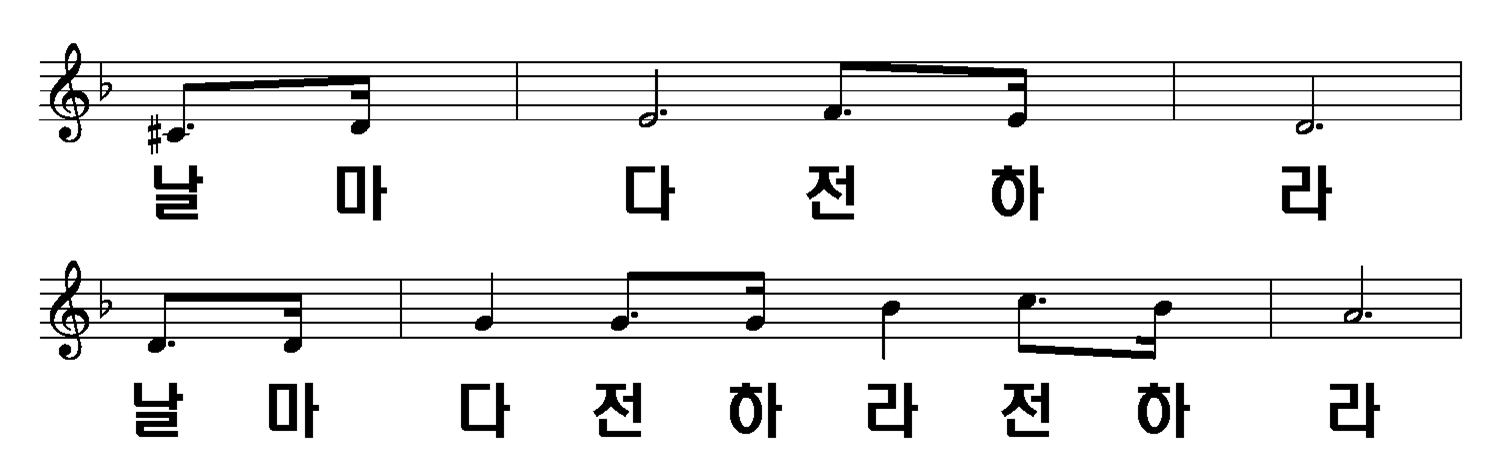 날 마 다 전 하 라
날 마 다 전 하 라 전 하 라